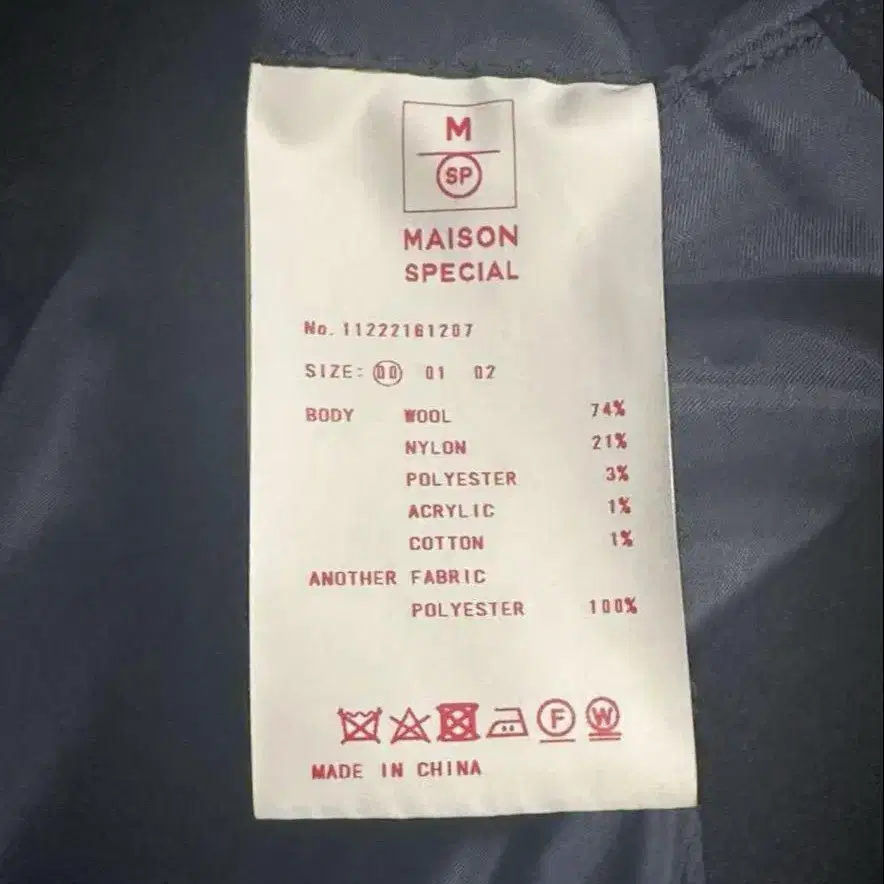 M
SP
MAISON
SPECIAL
No. 11222161207
SIZE: 00 01 02
BODY WOOL 74%
NYLON 21%
POLYESTER 3%
ACRYLIC 1%
COTTON 1%
ANOTHER FABRIC
POLYESTER 100%
F W
MADE IN CHINA